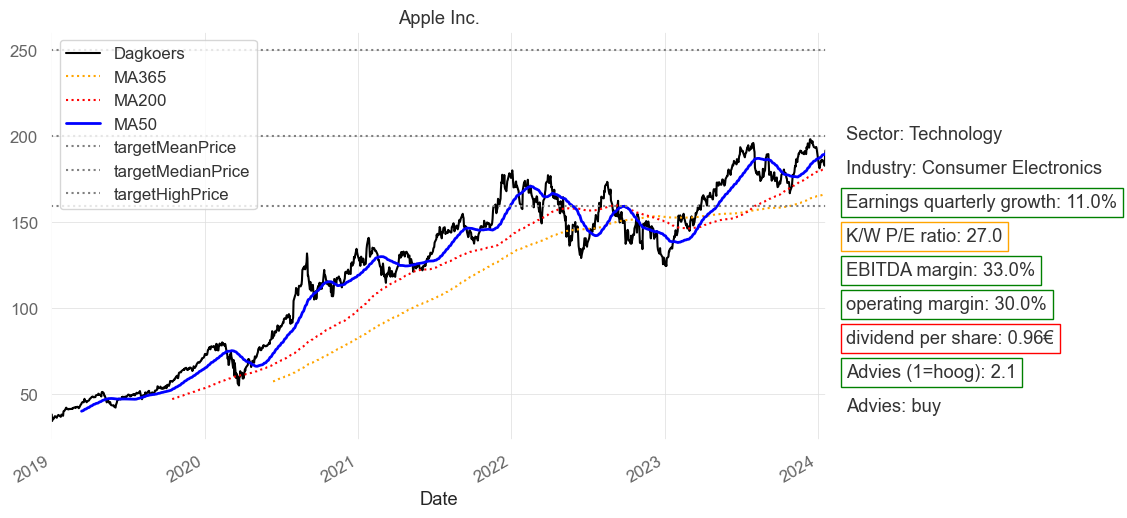 Apple Inc.
250
200
150
100
50
Dagkoers
MA365
MA200
MA50
targetMeanPrice
targetMedianPrice
targetHighPrice
2019
2020
2021
2022
2023
2024
Date
Sector: Technology
Industry: Consumer Electronics
Earnings quarterly growth: 11.0%
K/W P/E ratio: 27.0
EBITDA margin: 33.0%
operating margin: 30.0%
dividend per share: 0.96€
Advies (1=hoog): 2.1
Advies: buy